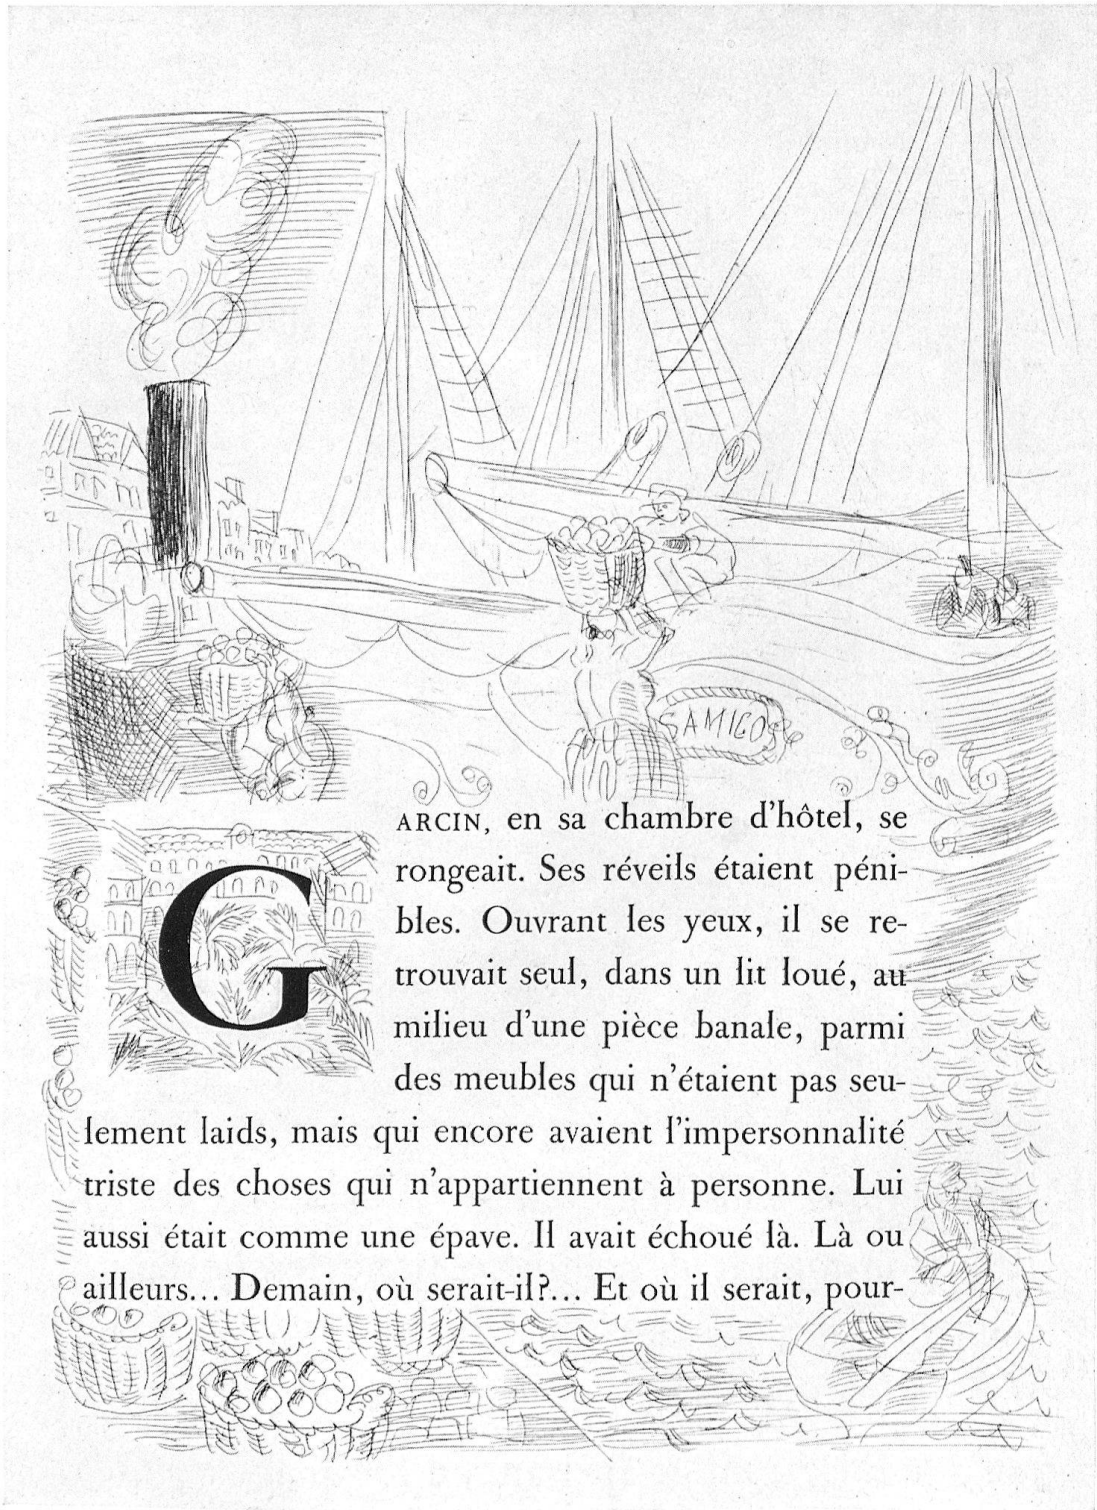 SAMIGOS
GARCIN, en sa chambre d'hôtel, se
rongeait. Ses réveils étaient péni-
bles. Ouvrant les yeux, il se re-
trouvait seul, dans un lit loué, au
milieu d'une pièce banale, parmi
des meubles qui n'étaient pas seu-
lement laids, mais qui encore avaient l'impersonnalité
triste des choses qui n'appartiennent à personne. Lui
aussi était comme une épave. Il avait échoué là. Là ou
ailleurs... Demain, où serait-il?... Et où il serait, pour-